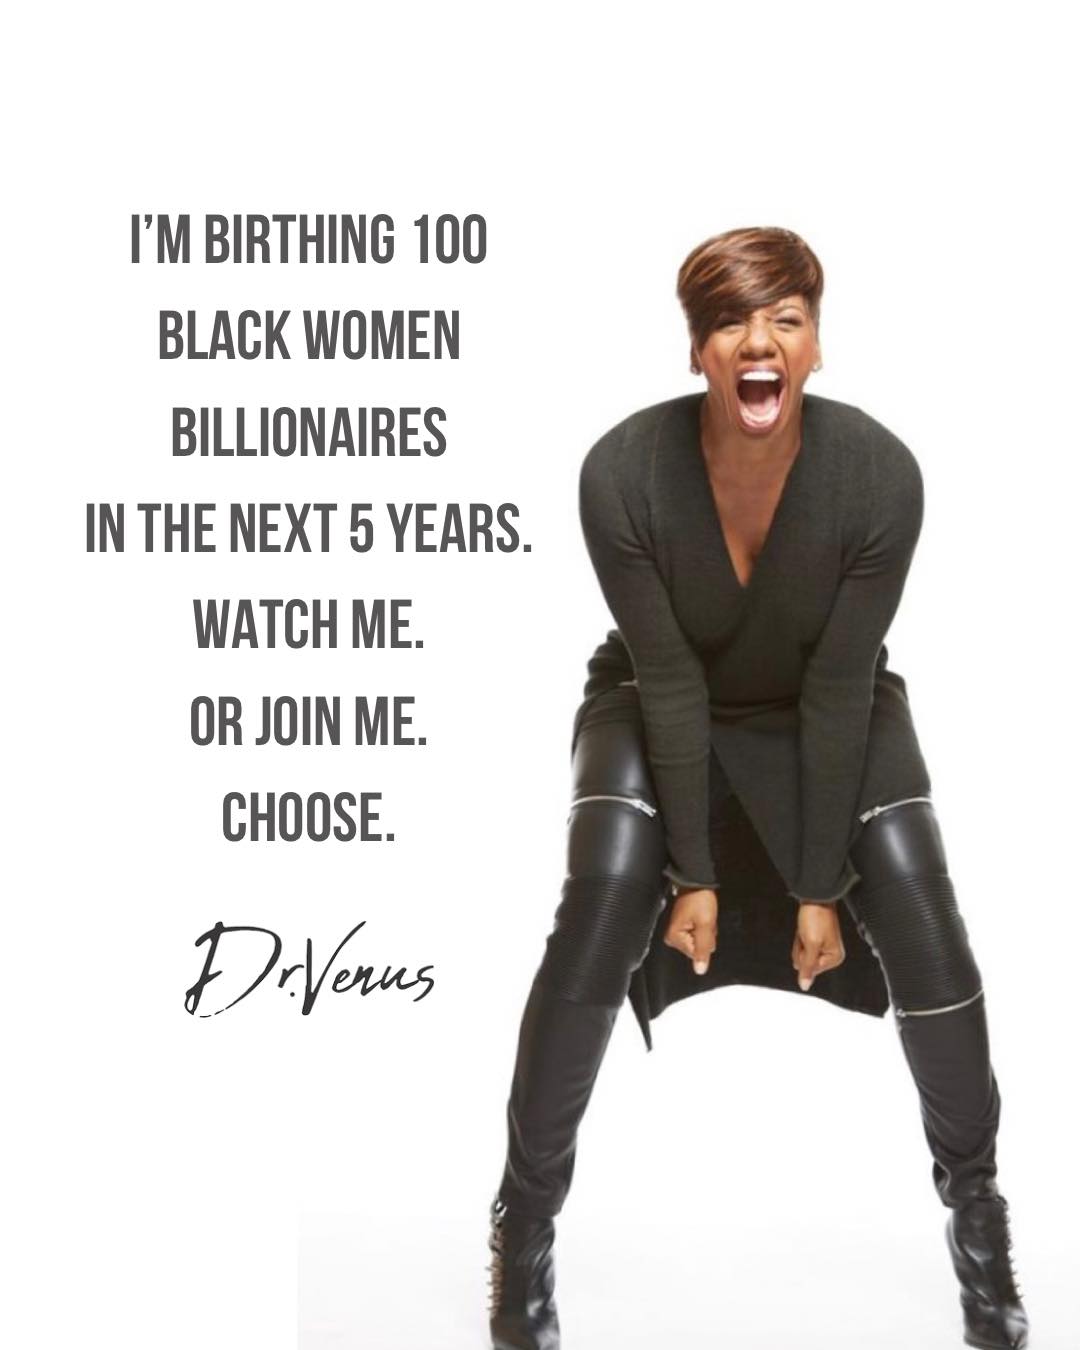 I'M BIRTHING 100
BLACK WOMEN
BILLIONAIRES
IN THE NEXT 5 YEARS.
WATCH ME.
OR JOIN ME.
CHOOSE.
Dr. Venus